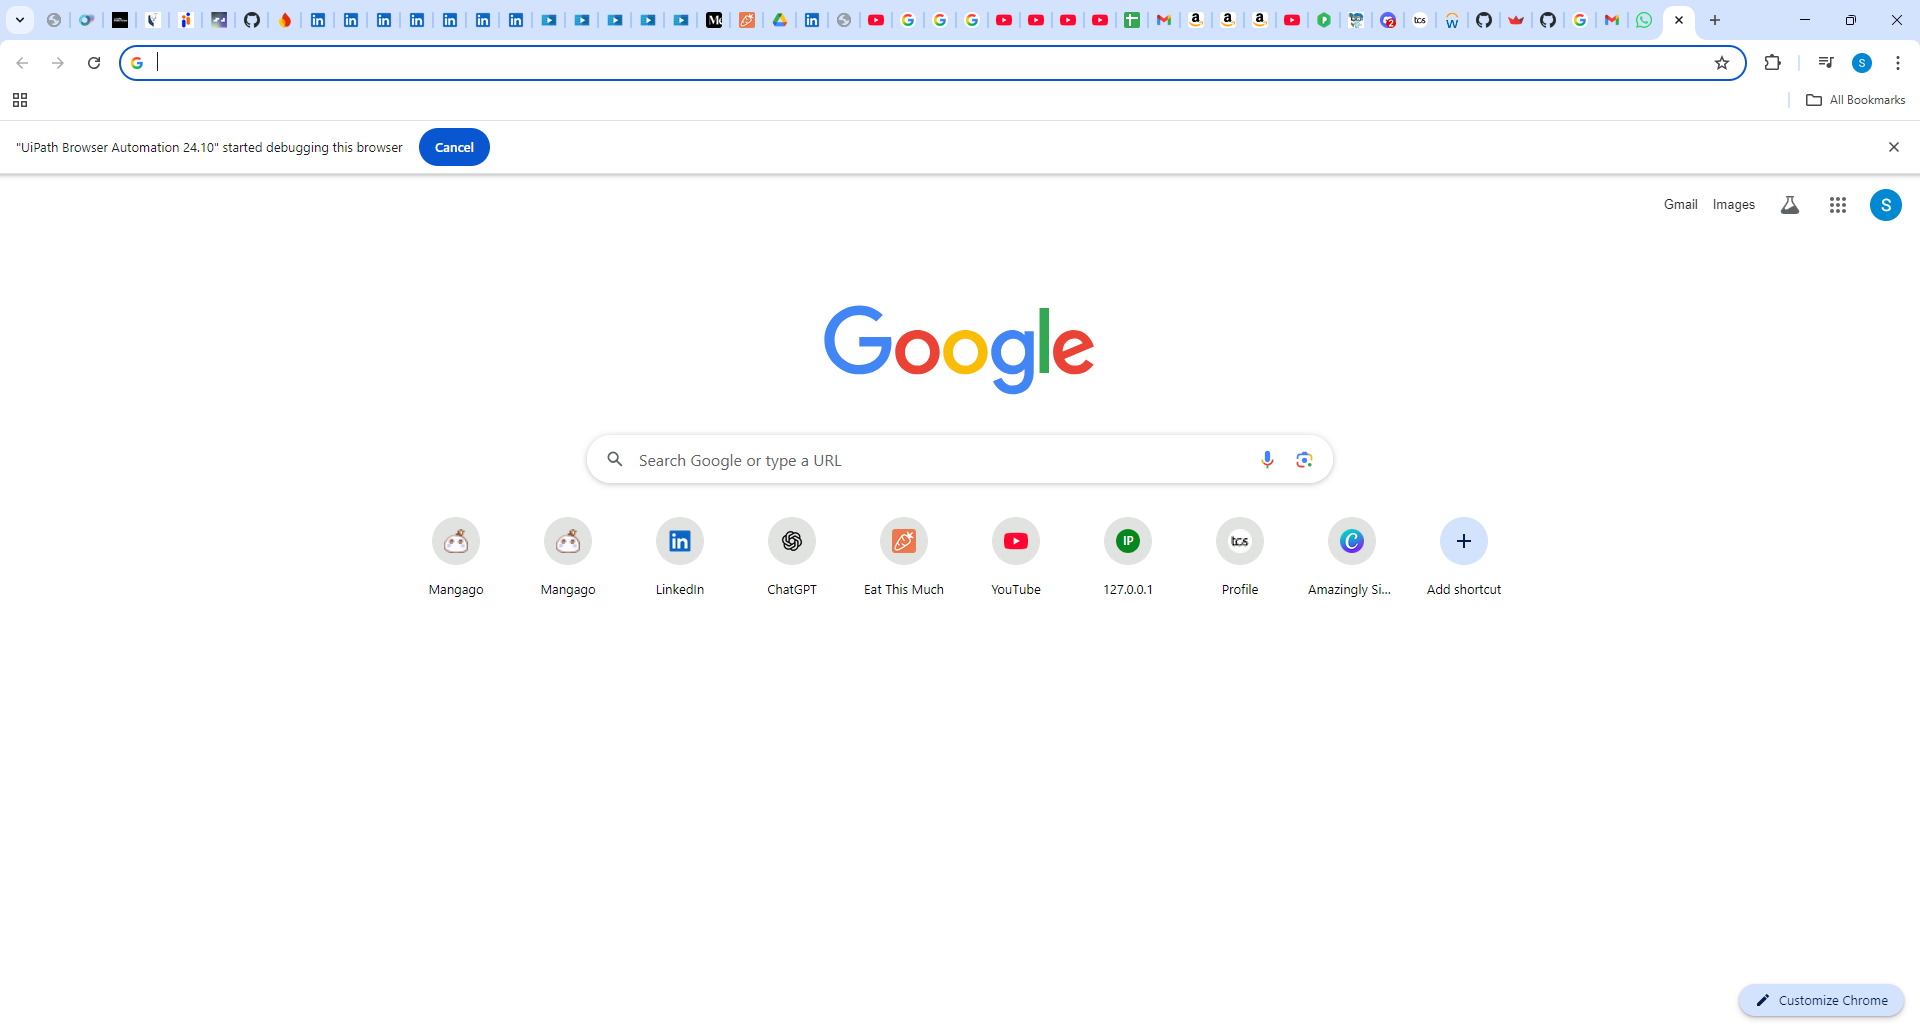 All Bookmarks
"UiPath Browser Automation 24.10" started debugging this browser
Cancel
Gmail
Images
S
Google
Search Google or type a URL
Mangago
Mangago
LinkedIn
ChatGPT
Eat This Much
YouTube
127.0.0.1
Profile
Amazingly Si...
Add shortcut
Customize Chrome